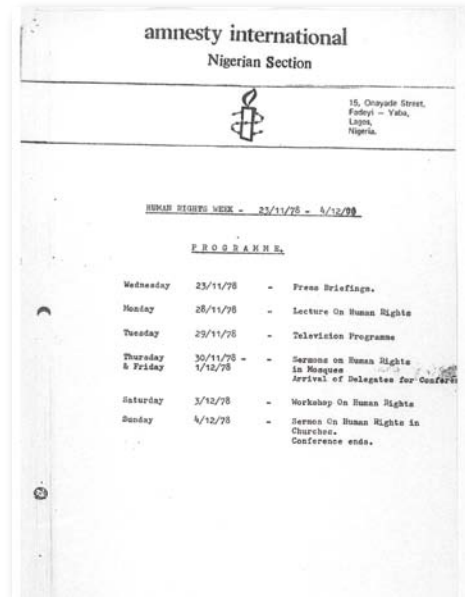 amnesty international
Nigerian Section
15, Onayade Street,
Fadeyi — Yaba,
Lagos,
Nigeria.
HUMAN RIGHTS WEEK - 23/11/78 - 4/12/
PROGRAMME.
Wednesday 23/11/78 - Press Briefings.
Monday 28/11/78 - Lecture On Human Rights
Tuesday 29/11/78 - Television Programme
Thursday 30/11/78 - - Sermons on Human Rights
& Friday 1/12/78 in Mosques
Arrival of Delegates for Confere
Saturday 3/12/78 - Workshop On Human Rights
Sunday 4/12/78 - Sermon On Human Rights in
Churches.
Conference ends.